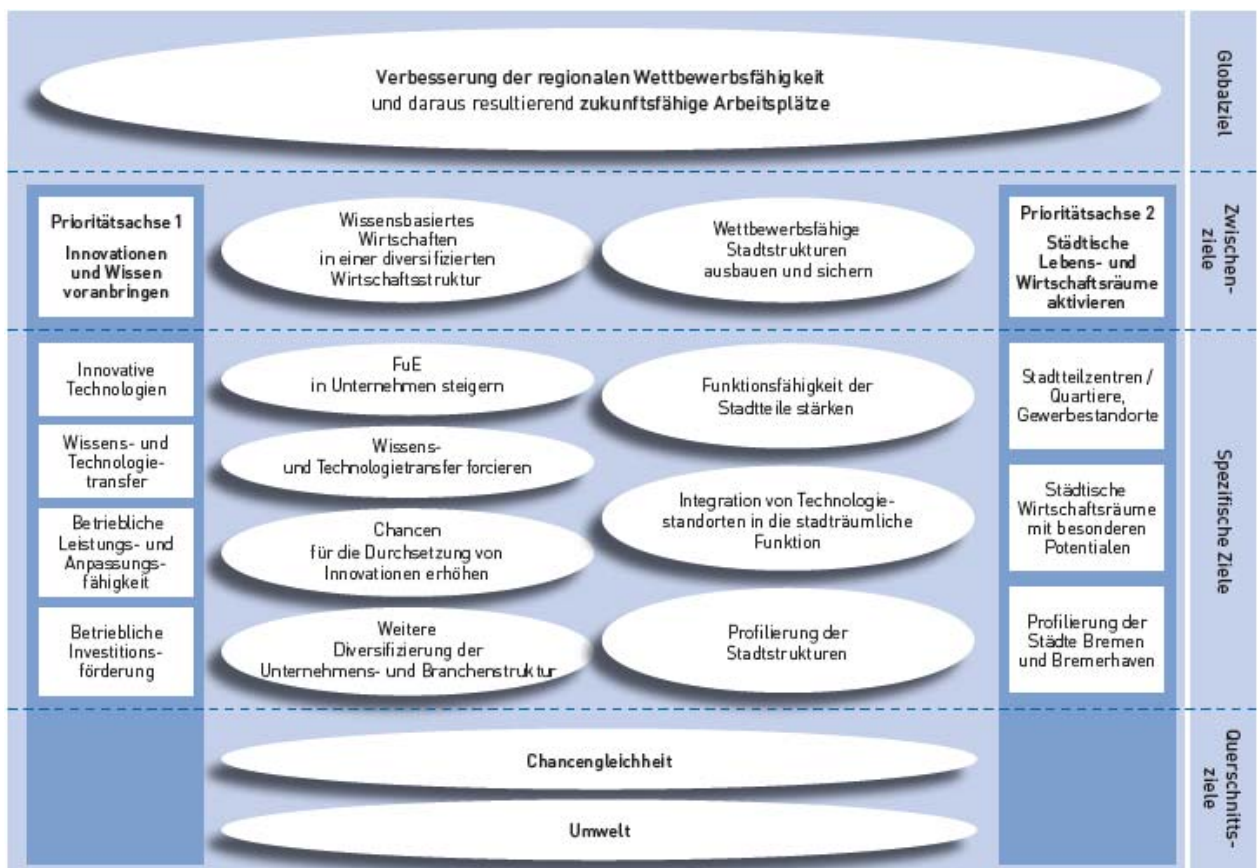 Verbesserung der regionalen Wettbewerbsfähigkeit
und daraus resultierend zukunftsfähige Arbeitsplätze
Globalziel
Prioritätsachse 1
Innovationen
und Wissen
voranbringen
Wissensbasiertes
Wirtschaften
in einer diversifizierten
Wirtschaftsstruktur
Wettbewerbsfähige
Stadtstrukturen
ausbauen und sichern
Prioritätsachse 2
Städtische
Lebens- und
Wirtschaftsräume
aktivieren
Zwischen-
ziele
Innovative
Technologien
Wissens- und
Technologie-
transfer
Betriebliche
Leistungs- und
Anpassungs-
fähigkeit
Betriebliche
Investitions-
förderung
FuE
in Unternehmen steigern
Wissens-
und Technologietransfer forcieren
Chancen
für die Durchsetzung von
Innovationen erhöhen
Weitere
Diversifizierung der
Unternehmens- und Branchenstruktur
Funktionsfähigkeit der
Stadtteile stärken
Integration von Technologie-
standorten in die stadträumliche
Funktion
Profilierung der
Stadtstrukturen
Stadtteilzentren /
Quartiere,
Gewerbestandorte
Städtische
Wirtschaftsräume
mit besonderen
Potentialen
Profilierung der
Städte Bremen
und Bremerhaven
Spezifische Ziele
Chancengleichheit
Umwelt
Querschnitts-
ziele